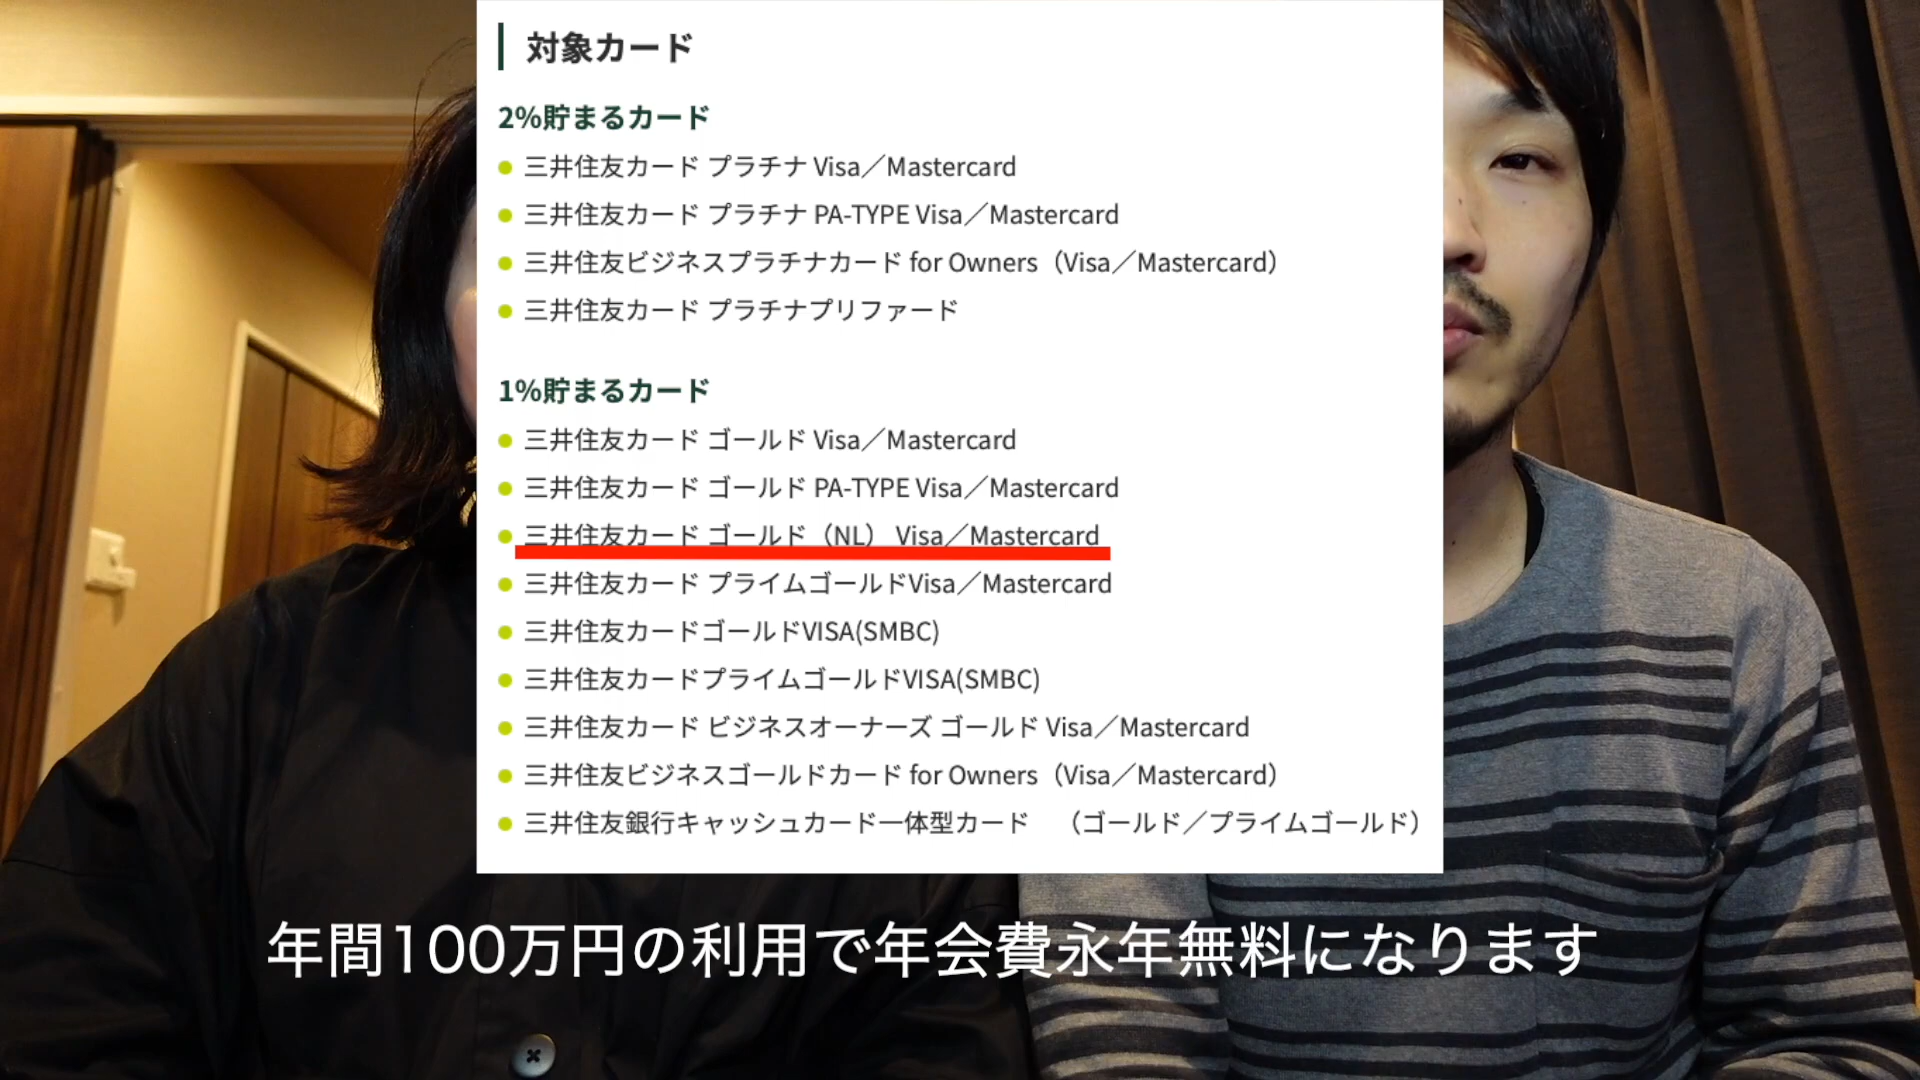 対象カード
2%貯まるカード
三井住友カード プラチナ Visa／Mastercard
三井住友カード プラチナ PA-TYPE Visa／Mastercard
三井住友ビジネスプラチナカード for Owners（Visa／Mastercard）
三井住友カード プラチナプリファード
1%貯まるカード
三井住友カード ゴールド Visa／Mastercard
三井住友カード ゴールド PA-TYPE Visa／Mastercard
三井住友カード ゴールド（NL） Visa／Mastercard
三井住友カード プライムゴールドVisa／Mastercard
三井住友カードゴールドVISA(SMBC)
三井住友カードプライムゴールドVISA(SMBC)
三井住友カード ビジネスオーナーズ ゴールド Visa／Mastercard
三井住友ビジネスゴールドカード for Owners（Visa／Mastercard）
三井住友銀行キャッシュカード一体型カード　（ゴールド／プライムゴールド）
年間100万円の利用で年会費永年無料になります